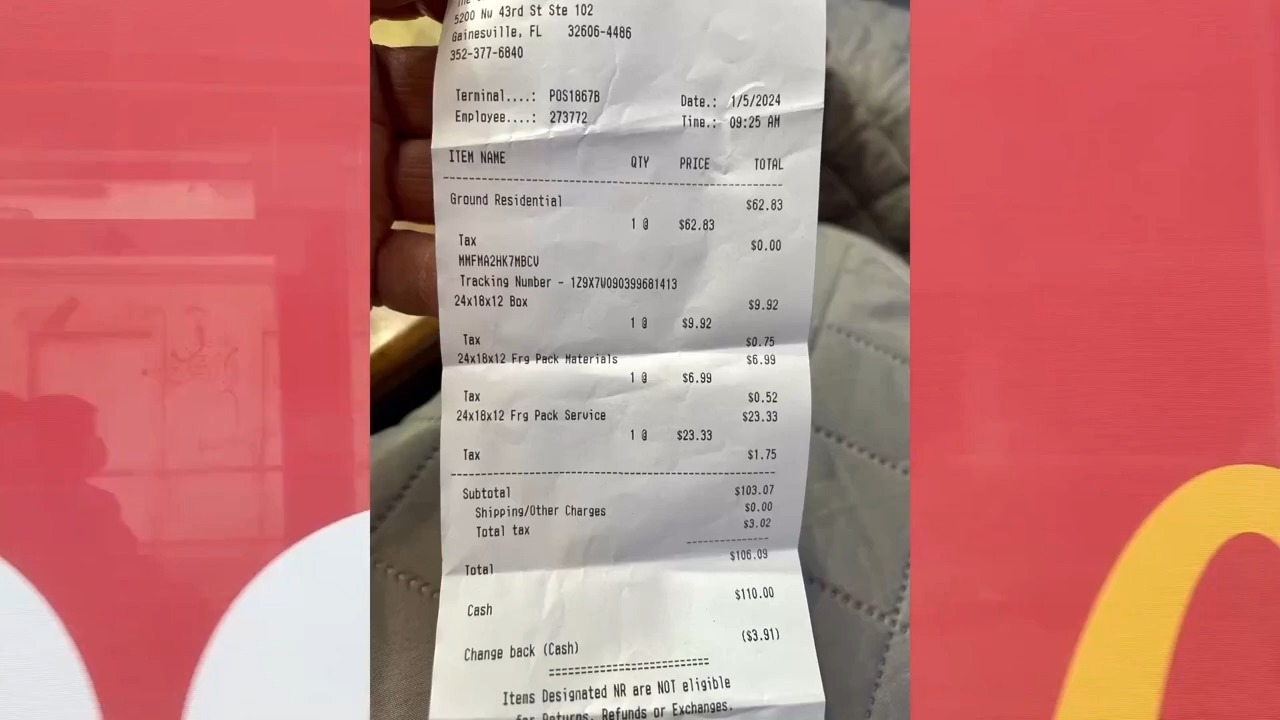 5200 Nw 43rd St Ste 102
Gainesville, FL 32606-4486
352-377-6840
Terminal....: POS1867B Date.: 1/5/2024
Employee....: 273772 Time.: 09:25 AM
ITEM NAME QTY PRICE TOTAL
Ground Residential $62.83
1 @ $62.83
Tax $0.00
MMFMA2HK7MBCV
Tracking Number - 1Z9X7W090399681413
24x18x12 Box $9.92
1 @ $9.92
Tax $0.75
24x18x12 Frg Pack Materials $6.99
1 @ $6.99
Tax $0.52
24x18x12 Frg Pack Service $23.33
1 @ $23.33
Tax $1.75
Subtotal $103.07
Shipping/Other Charges $0.00
Total tax $3.02
Total $106.09
Cash $110.00
Change back (Cash) ($3.91)
Items Designated NR are NOT eligible
for Returns, Refunds or Exchanges.